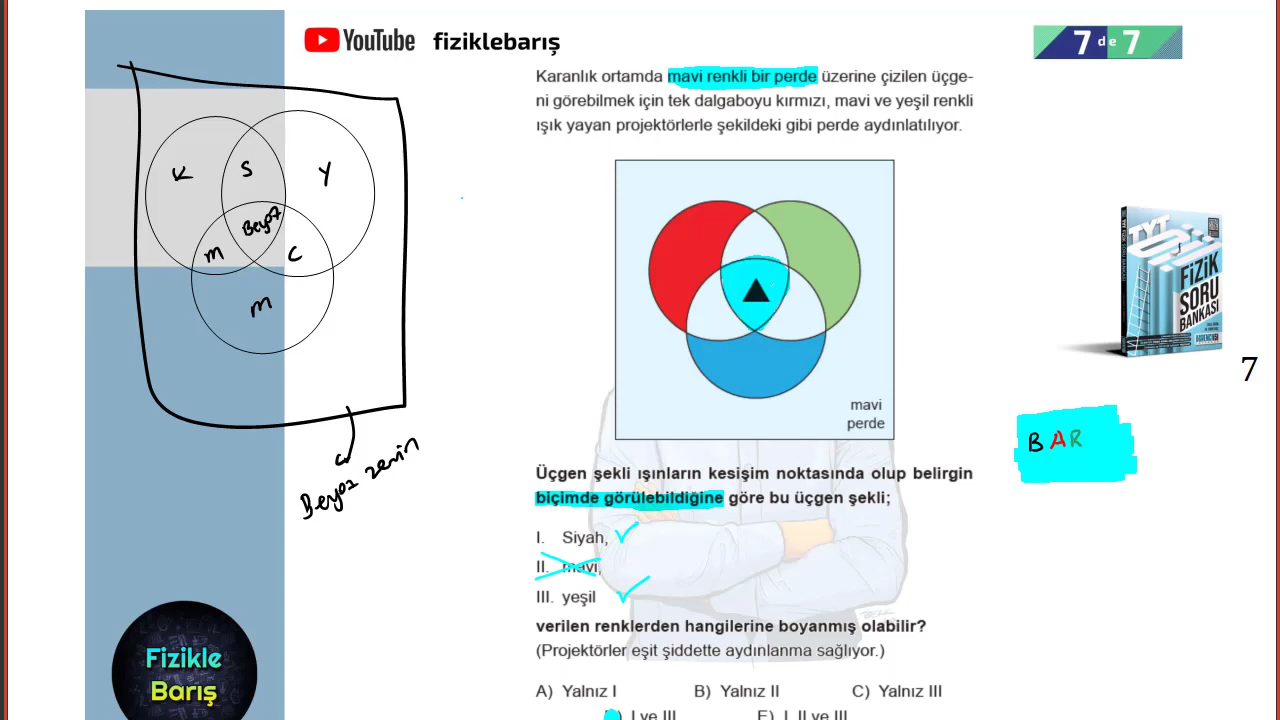 YouTube fiziklebarış
7 de 7
Karanlık ortamda mavi renkli bir perde üzerine çizilen üçge-
ni görebilmek için tek dalgaboyu kırmızı, mavi ve yeşil renkli
ışık yayan projektörlerle şekildeki gibi perde aydınlatılıyor.
K S Y
Beyaz
m C
m
Beyaz zemin
mavi
perde
TYT
FİZİK
SORU
BANKASI
7
BAR
Üçgen şekli ışınların kesişim noktasında olup belirgin
biçimde görülebildiğine göre bu üçgen şekli;
I. Siyah,
II. mavi,
III. yeşil
verilen renklerden hangilerine boyanmış olabilir?
(Projektörler eşit şiddette aydınlanma sağlıyor.)
A) Yalnız I B) Yalnız II C) Yalnız III
I ve III E) I, II ve III
Fizikle
Barış